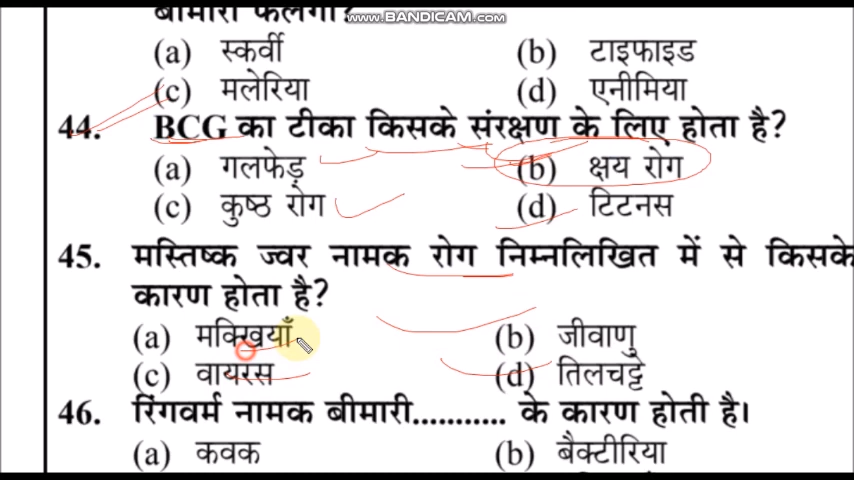 www.BANDICAM.com
बीमारी फैलेगी?
(a) स्कर्वी (b) टाइफाइड
(c) मलेरिया (d) एनीमिया
44. BCG का टीका किसके संरक्षण के लिए होता है?
(a) गलफेड़ (b) क्षय रोग
(c) कुष्ठ रोग (d) टिटनस
45. मस्तिष्क ज्वर नामक रोग निम्नलिखित में से किसके
कारण होता है?
(a) मक्खियाँ (b) जीवाणु
(c) वायरस (d) तिलचट्टे
46. रिंगवर्म नामक बीमारी........... के कारण होती है।
(a) कवक (b) बैक्टीरिया